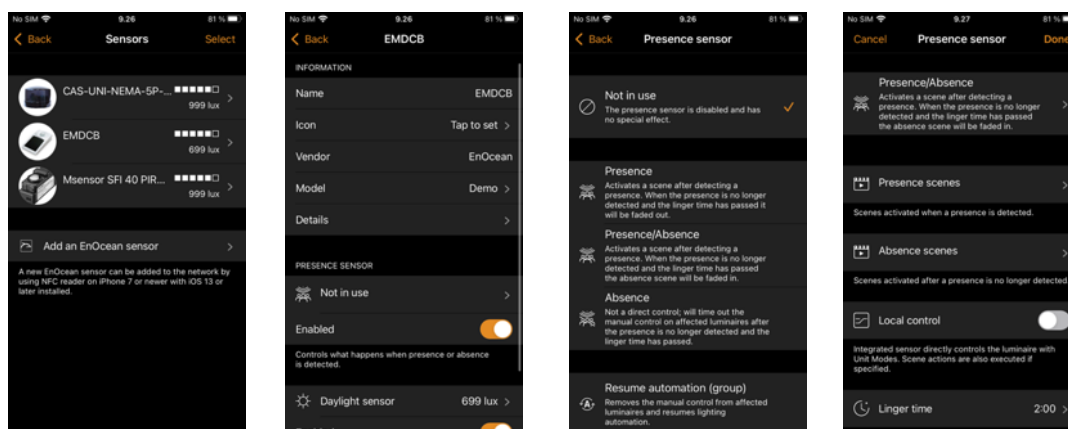 No SIM 9.26 81 %
Back Sensors Select
CAS-UNI-NEMA-5P-...
999 lux
EMDCB
699 lux
Msensor SFI 40 PIR...
999 lux
Add an EnOcean sensor
A new EnOcean sensor can be added to the network by
using NFC reader on iPhone 7 or newer with iOS 13 or
later installed.
No SIM 9.26 81 %
Back EMDCB
INFORMATION
Name EMDCB
Icon Tap to set
Vendor EnOcean
Model Demo
Details
PRESENCE SENSOR
Not in use
Enabled
Controls what happens when presence or absence
is detected.
Daylight sensor 699 lux
No SIM 9.26 81 %
Back Presence sensor
Not in use
The presence sensor is disabled and has
no special effect.
Presence
Activates a scene after detecting a
presence. When the presence is no longer
detected and the linger time has passed it
will be faded out.
Presence/Absence
Activates a scene after detecting a
presence. When the presence is no longer
detected and the linger time has passed
the absence scene will be faded in.
Absence
Not a direct control; will time out the
manual control on affected luminaires after
the presence is no longer detected and the
linger time has passed.
Resume automation (group)
Removes the manual control from affected
luminaires and resumes lighting
automation.
No SIM 9.27 81 %
Cancel Presence sensor Done
Presence/Absence
Activates a scene after detecting a
presence. When the presence is no longer
detected and the linger time has passed
the absence scene will be faded in.
Presence scenes
Scenes activated when a presence is detected.
Absence scenes
Scenes activated after a presence is no longer detected
Local control
Integrated sensor directly controls the luminaire with
Unit Modes. Scene actions are also executed if
specified.
Linger time 2:00